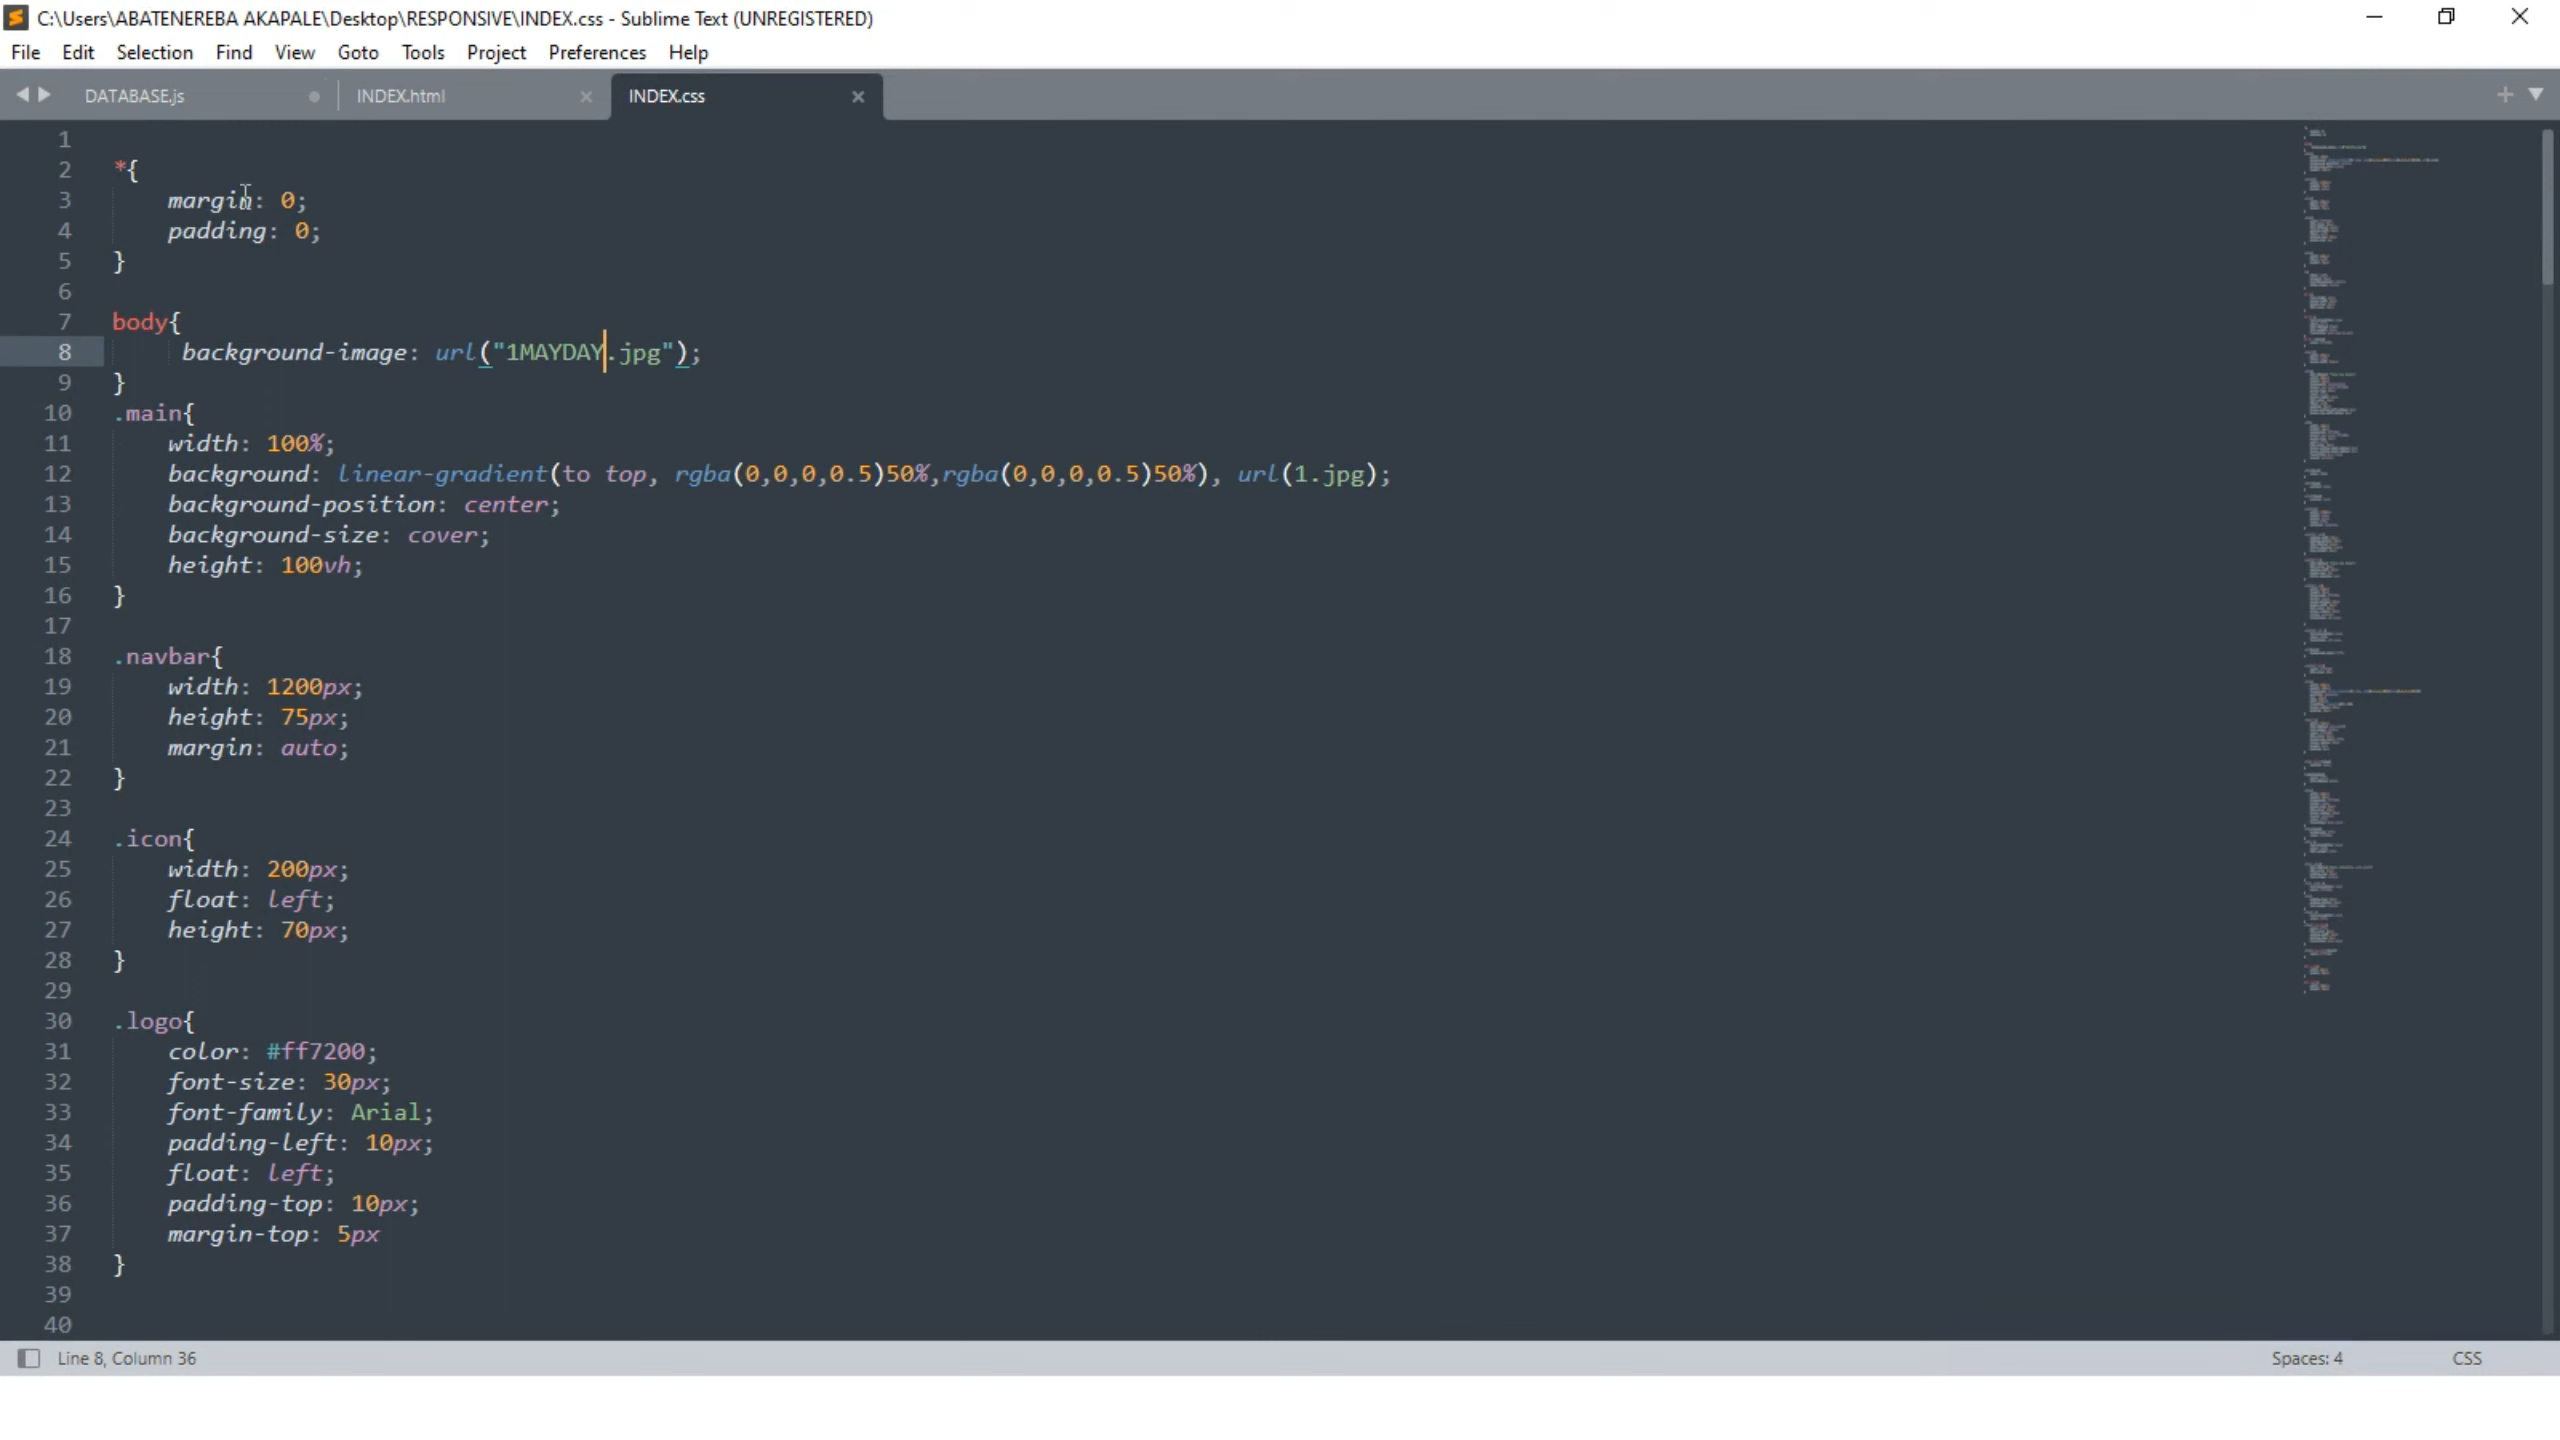 C:\Users\ABATENEREBA AKAPALE\Desktop\RESPONSIVE\INDEX.css - Sublime Text (UNREGISTERED)
File Edit Selection Find View Goto Tools Project Preferences Help
DATABASE.js INDEX.html INDEX.css
1
2 *{
3     margin: 0;
4     padding: 0;
5 }
6
7 body{
8      background-image: url("1MAYDAY.jpg");
9 }
10 .main{
11     width: 100%;
12     background: linear-gradient(to top, rgba(0,0,0,0.5)50%,rgba(0,0,0,0.5)50%), url(1.jpg);
13     background-position: center;
14     background-size: cover;
15     height: 100vh;
16 }
17
18 .navbar{
19     width: 1200px;
20     height: 75px;
21     margin: auto;
22 }
23
24 .icon{
25     width: 200px;
26     float: left;
27     height: 70px;
28 }
29
30 .logo{
31     color: #ff7200;
32     font-size: 30px;
33     font-family: Arial;
34     padding-left: 10px;
35     float: left;
36     padding-top: 10px;
37     margin-top: 5px
38 }
39
40
Line 8, Column 36 Spaces: 4 CSS